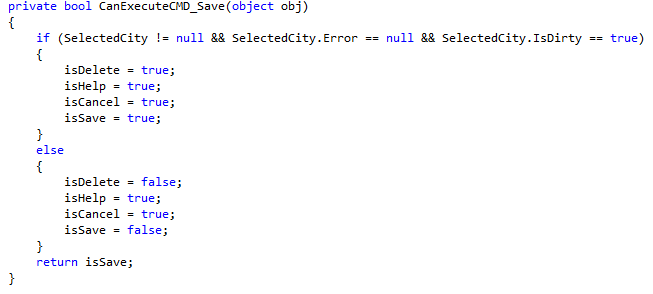 private bool CanExecuteCMD_Save(object obj)
{
if (SelectedCity != null && SelectedCity.Error == null && SelectedCity.IsDirty == true)
{
isDelete = true;
isHelp = true;
isCancel = true;
isSave = true;
}
else
{
isDelete = false;
isHelp = true;
isCancel = true;
isSave = false;
}
return isSave;
}